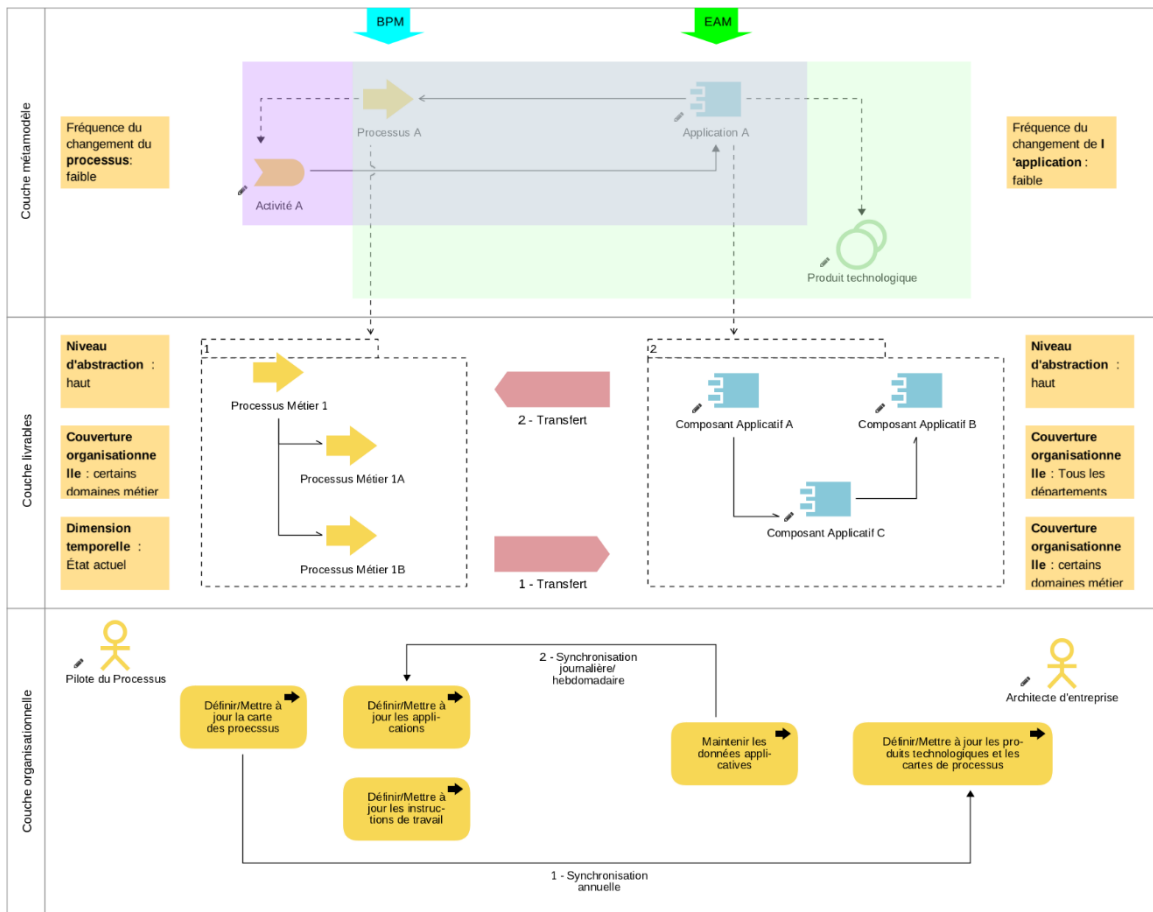 BPM
EAM
Couche métamodèle
Fréquence du
changement du
processus:
faible
Processus A
Application A
Activité A
Produit technologique
Fréquence du
changement de l
'application :
faible
Couche livrables
Niveau
d'abstraction :
haut
Couverture
organisationne
lle : certains
domaines métier
Dimension
temporelle :
État actuel
1
Processus Métier 1
Processus Métier 1A
Processus Métier 1B
2 - Transfert
1 - Transfert
2
Composant Applicatif A
Composant Applicatif B
Composant Applicatif C
Niveau
d'abstraction :
haut
Couverture
organisationne
lle : Tous les
départements
Couverture
organisationne
lle : certains
domaines métier
Couche organisationnelle
Pilote du Processus
Architecte d'entreprise
2 - Synchronisation
journalière/
hebdomadaire
Définir/Mettre à
jour la carte
des proecssus
Définir/Mettre à
jour les appli-
cations
Maintenir les
données appli-
catives
Définir/Mettre à jour les pro-
duits technologiques et les
cartes de processus
Définir/Mettre à
jour les instruc-
tions de travail
1 - Synchronisation
annuelle